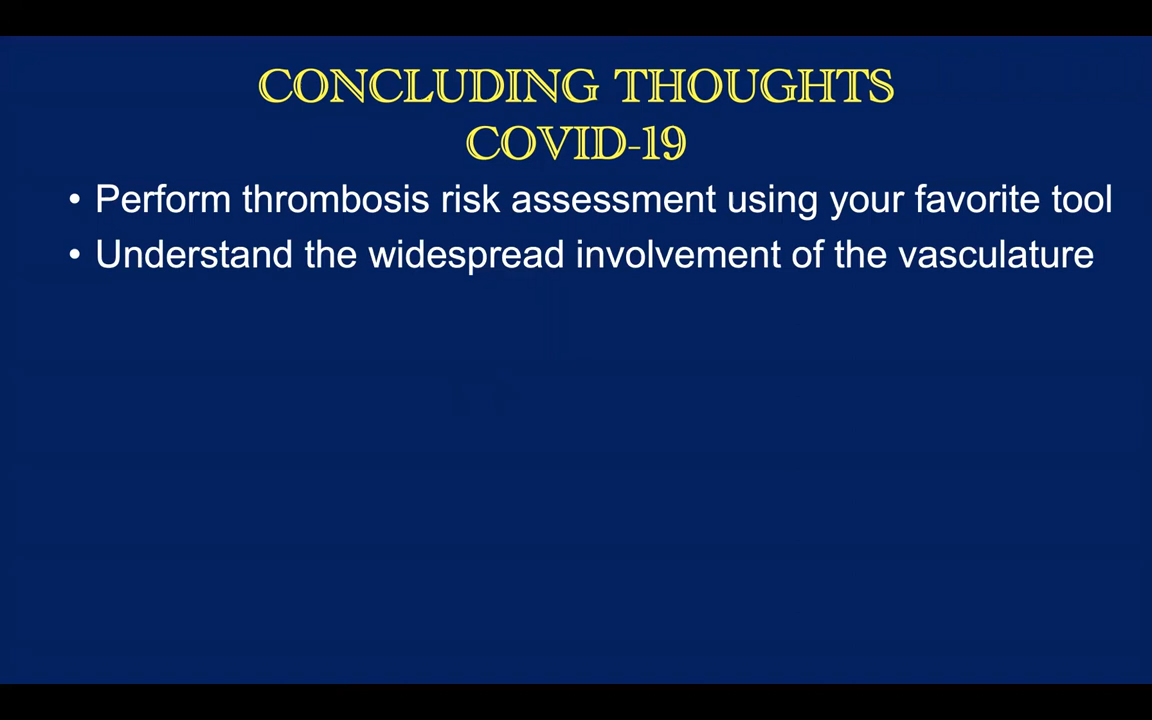 CONCLUDING THOUGHTS
COVID-19
• Perform thrombosis risk assessment using your favorite tool
• Understand the widespread involvement of the vasculature